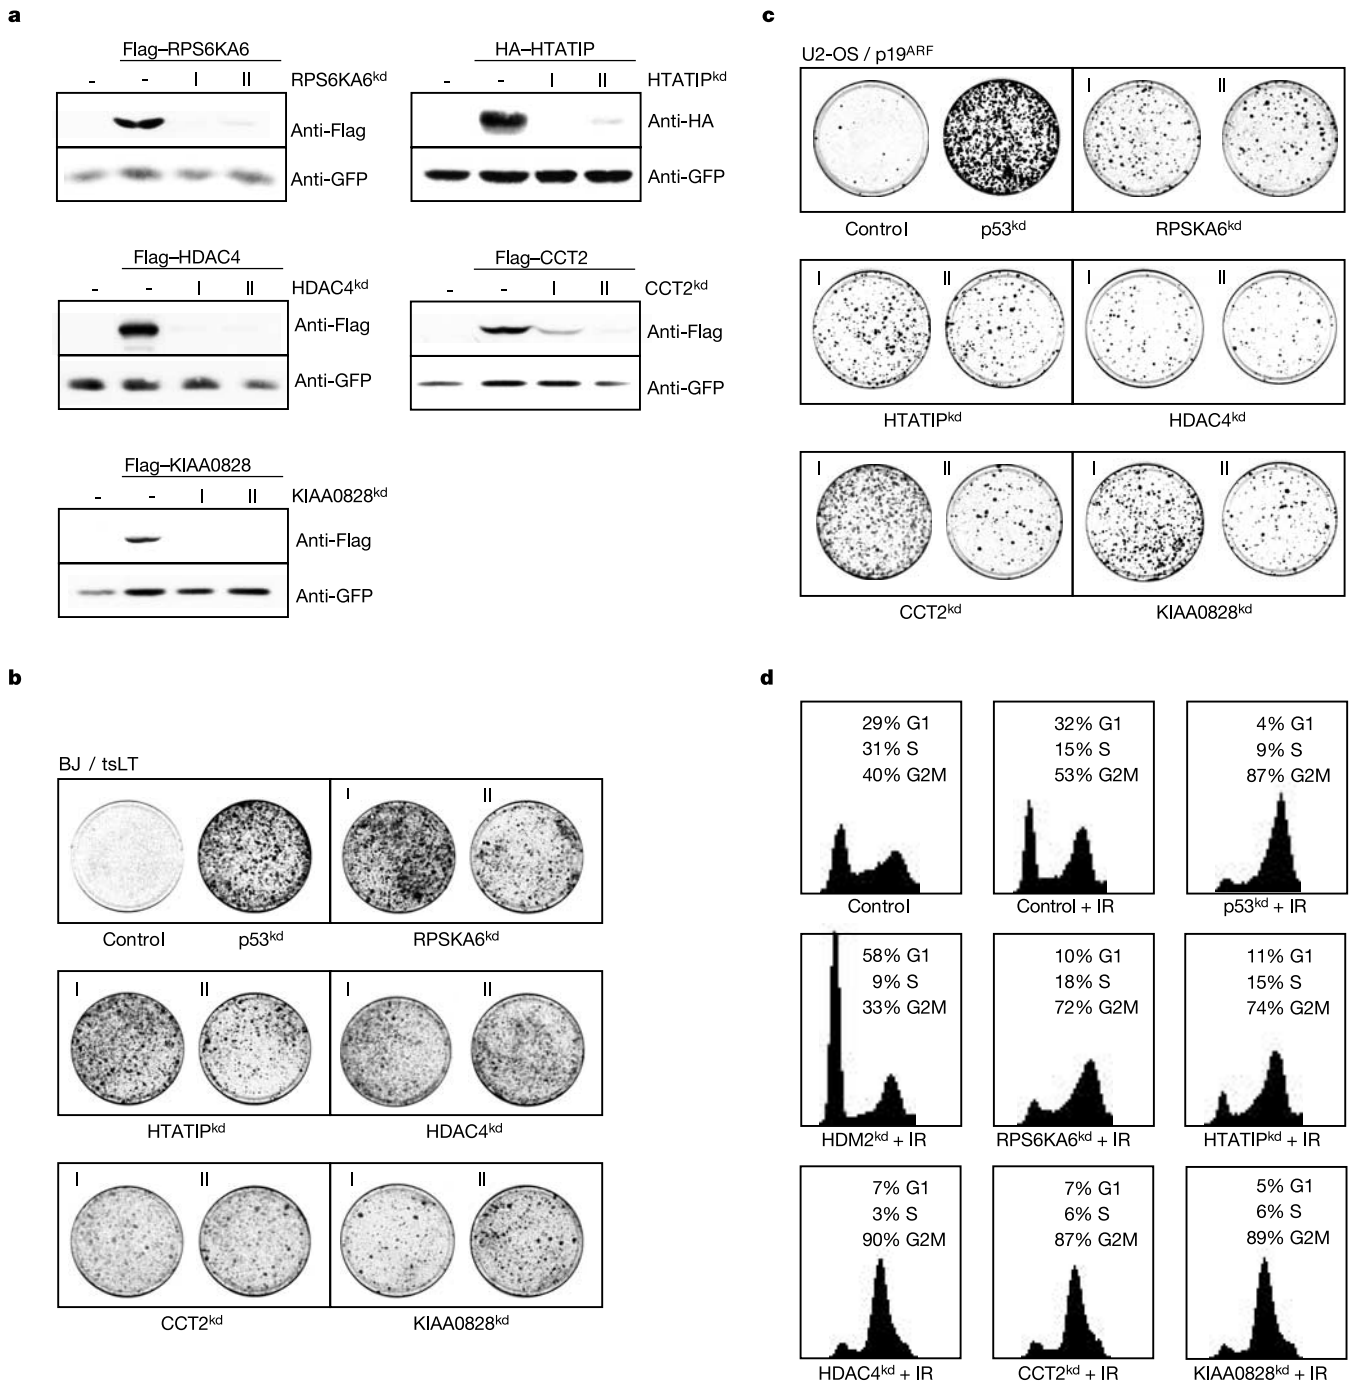 a
Flag–RPS6KA6
- - I II RPS6KA6kd
Anti-Flag
Anti-GFP
HA–HTATIP
- - I II HTATIPkd
Anti-HA
Anti-GFP
Flag–HDAC4
- - I II HDAC4kd
Anti-Flag
Anti-GFP
Flag–CCT2
- - I II CCT2kd
Anti-Flag
Anti-GFP
Flag–KIAA0828
- - I II KIAA0828kd
Anti-Flag
Anti-GFP
b
BJ / tsLT
I II
Control p53kd RPSKA6kd
I II I II
HTATIPkd HDAC4kd
I II I II
CCT2kd KIAA0828kd
c
U2-OS / p19ARF
I II
Control p53kd RPSKA6kd
I II I II
HTATIPkd HDAC4kd
I II I II
CCT2kd KIAA0828kd
d
29% G1
31% S
40% G2M
Control
32% G1
15% S
53% G2M
Control + IR
4% G1
9% S
87% G2M
p53kd + IR
58% G1
9% S
33% G2M
HDM2kd + IR
10% G1
18% S
72% G2M
RPS6KA6kd + IR
11% G1
15% S
74% G2M
HTATIPkd + IR
7% G1
3% S
90% G2M
HDAC4kd + IR
7% G1
6% S
87% G2M
CCT2kd + IR
5% G1
6% S
89% G2M
KIAA0828kd + IR